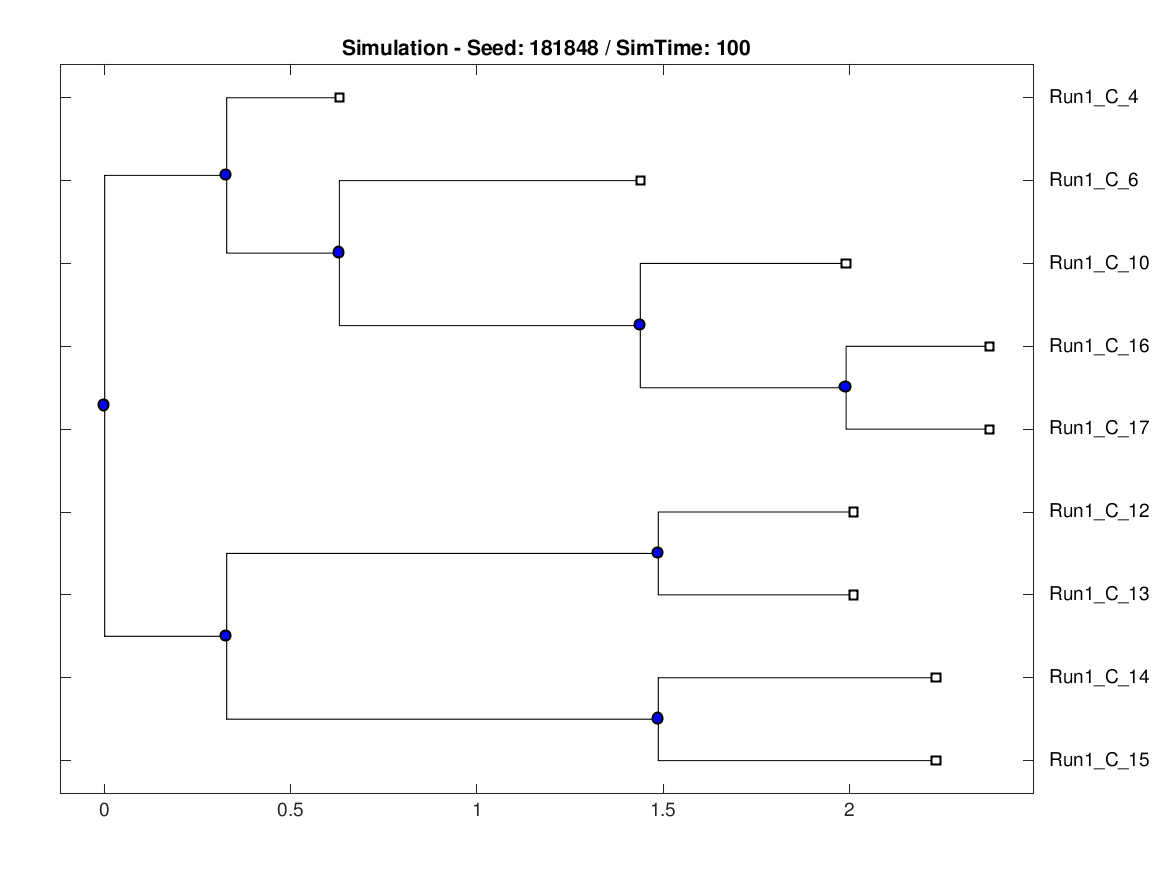 Simulation - Seed: 181848 / SimTime: 100
Run1_C_4
Run1_C_6
Run1_C_10
Run1_C_16
Run1_C_17
Run1_C_12
Run1_C_13
Run1_C_14
Run1_C_15
0 0.5 1 1.5 2